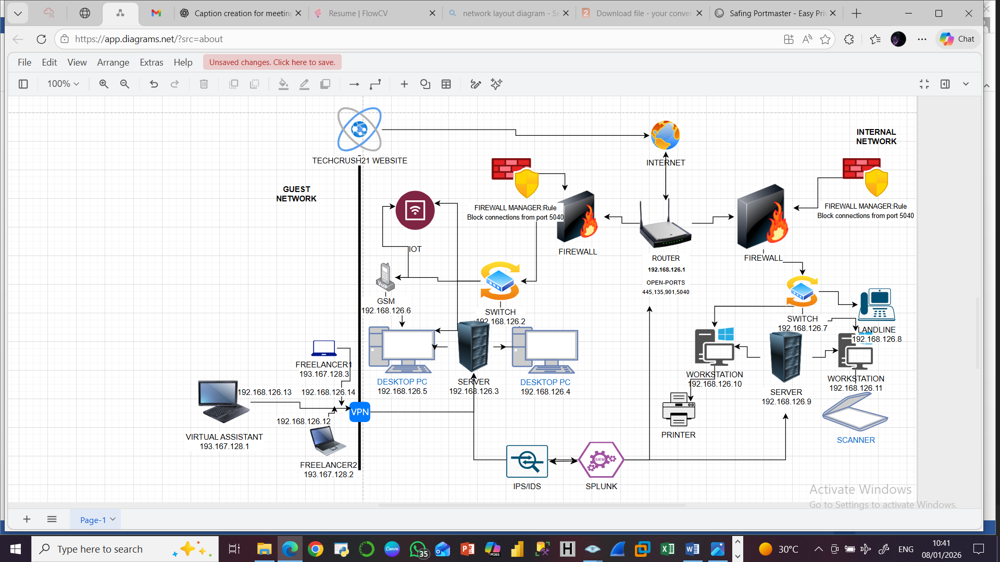 Caption creation for meeting
Resume | FlowCV
network layout diagram - Se
Download file - your conver
Safing Portmaster - Easy Pri
https://app.diagrams.net/?src=about
Chat
File
Edit
View
Arrange
Extras
Help
Unsaved changes. Click here to save.
100%
TECHCRUSH21 WEBSITE
INTERNET
INTERNAL
NETWORK
GUEST
NETWORK
FIREWALL MANAGER:Rule
Block connections from port 5040
FIREWALL MANAGER:Rule
Block connections from port 5040
IOT
FIREWALL
ROUTER
192.168.126.1
OPEN-PORTS
445,135,901,5040
FIREWALL
VoIP
GSM
192.168.126.6
SWITCH
192.168.126.2
SWITCH
192.168.126.7
LANDLINE
192.168.126.8
FREELANCER1
193.167.128.3
DESKTOP PC
192.168.126.5
SERVER
192.168.126.3
DESKTOP PC
192.168.126.4
WORKSTATION
192.168.126.10
SERVER
192.168.126.9
WORKSTATION
192.168.126.11
192.168.126.13
192.168.126.14
VPN
192.168.126.12
VIRTUAL ASSISTANT
193.167.128.1
FREELANCER2
193.167.128.2
PRINTER
SCANNER
SIEM
IPS/IDS
SPLUNK
Activate Windows
Go to Settings to activate Windows.
Page-1
Type here to search
Canva
35
M365
30°C
ENG
10:41
08/01/2026